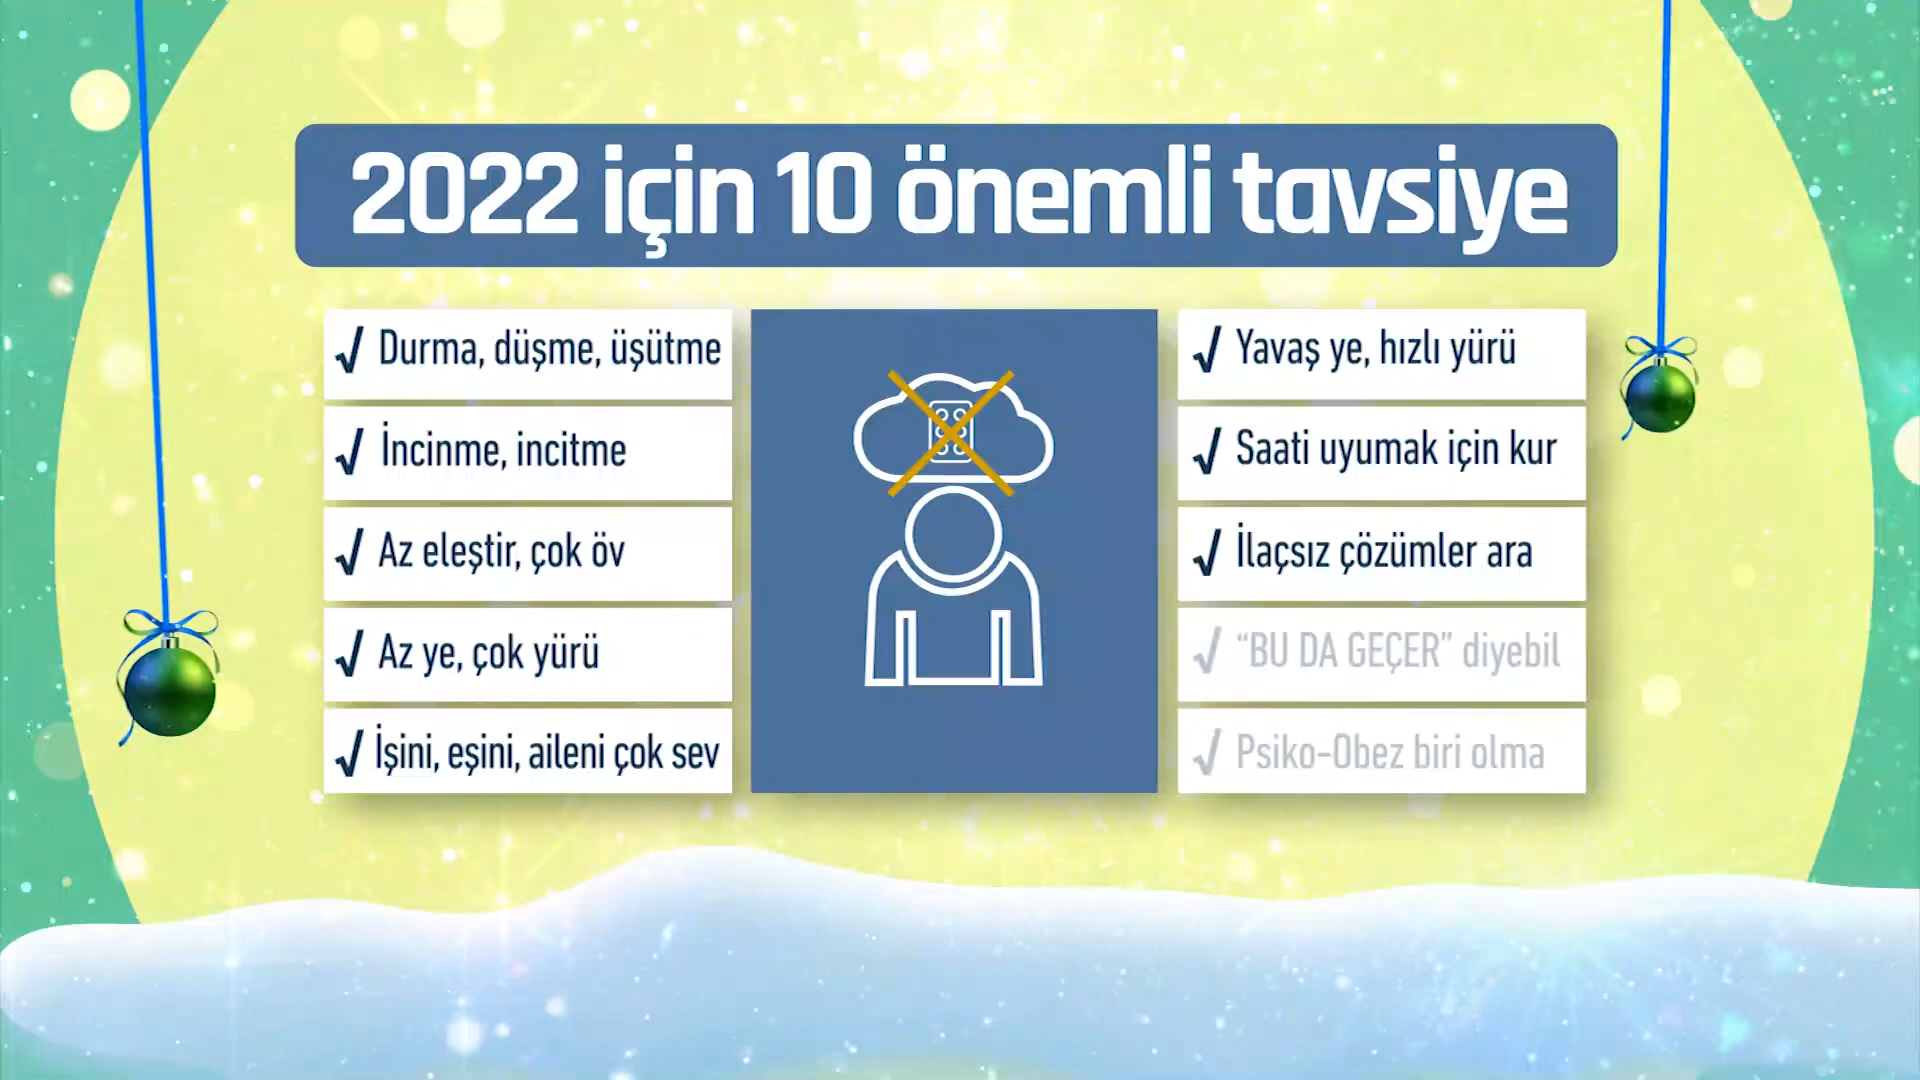 2022 için 10 önemli tavsiye
√ Durma, düşme, üşütme
√ İncinme, incitme
√ Az eleştir, çok öv
√ Az ye, çok yürü
√ İşini, eşini, aileni çok sev
√ Yavaş ye, hızlı yürü
√ Saati uyumak için kur
√ İlaçsız çözümler ara
√ “BU DA GEÇER” diyebil
√ Psiko-Obez biri olma